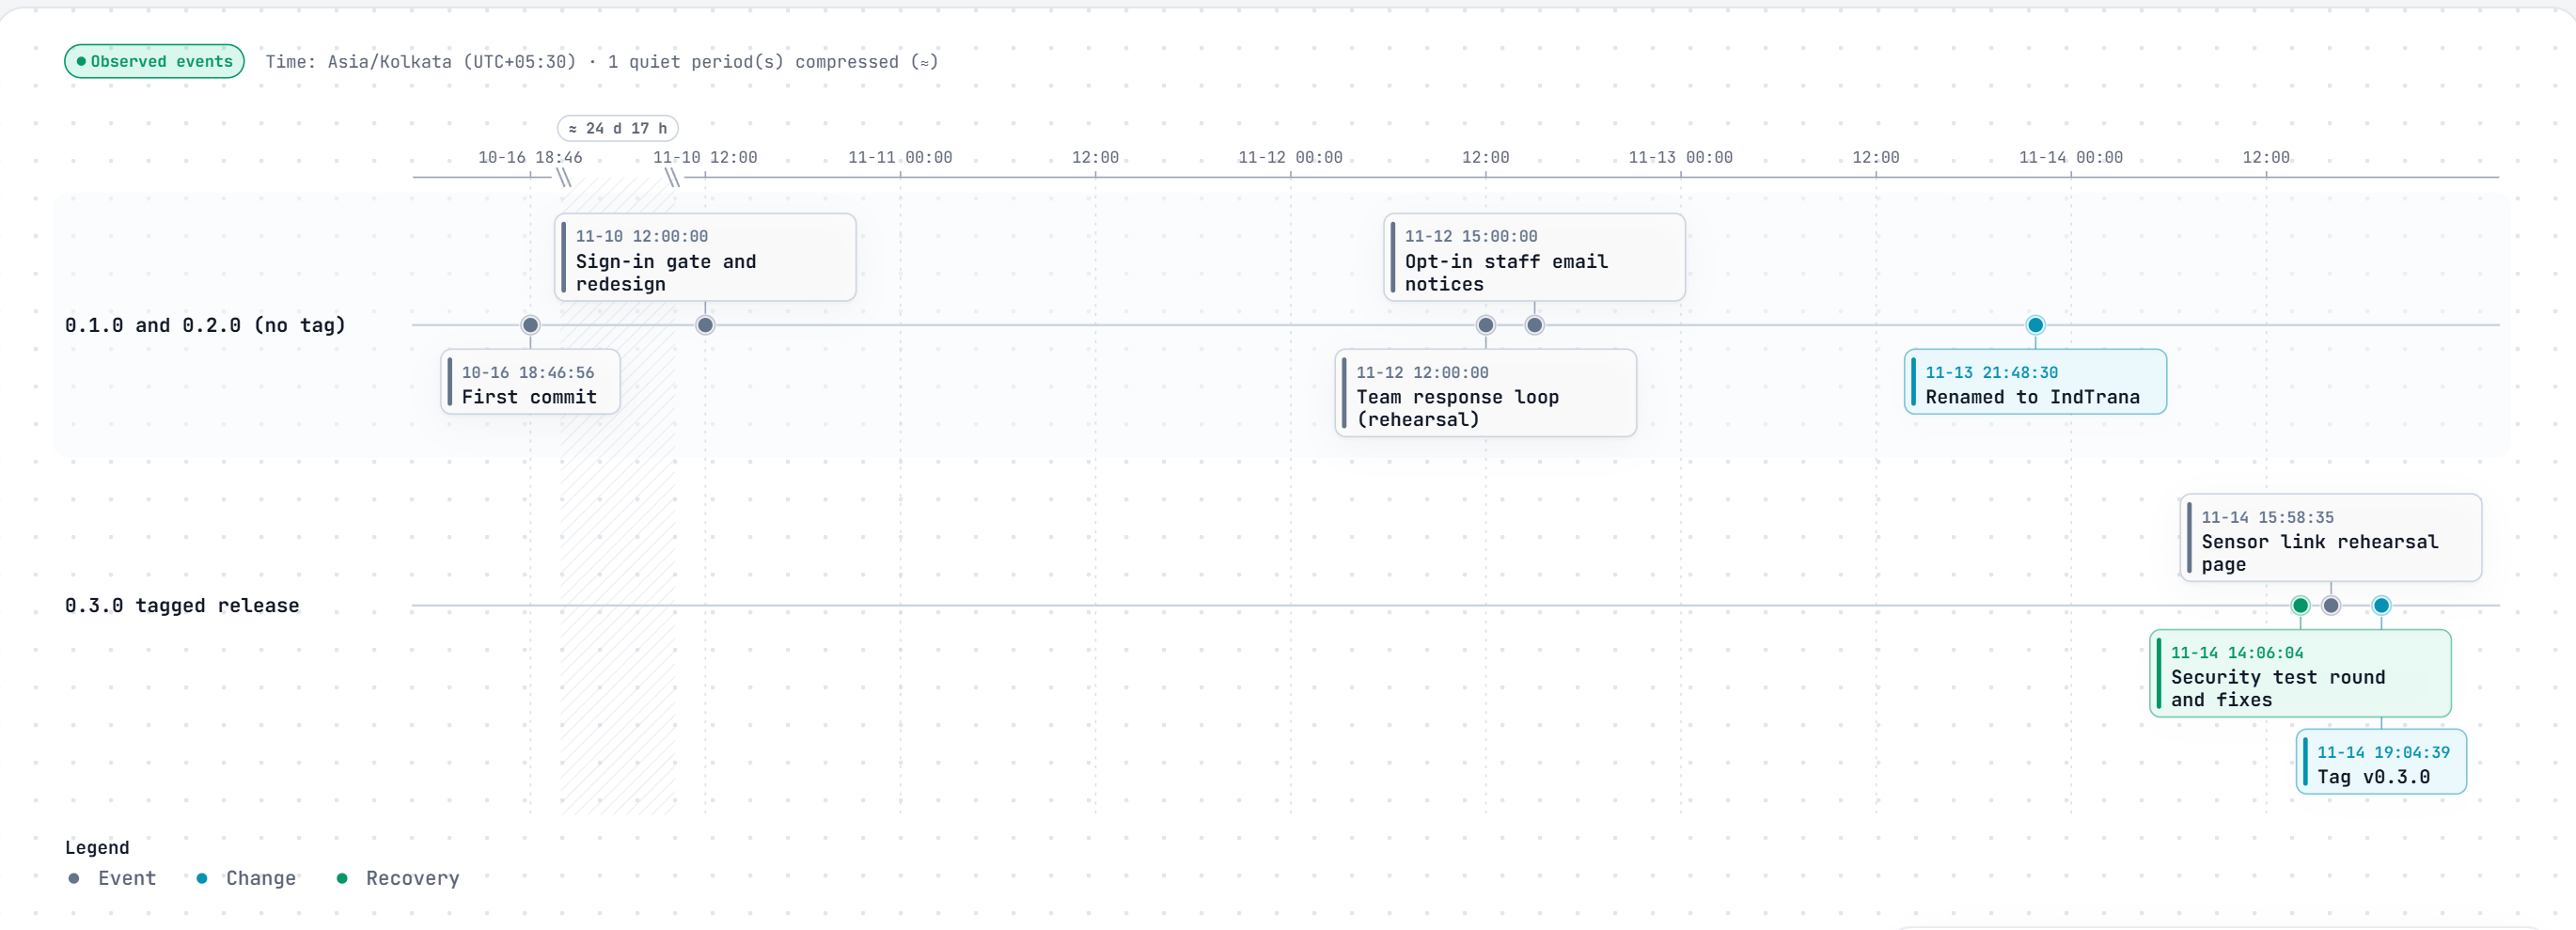 Observed events
Time: Asia/Kolkata (UTC+05:30) · 1 quiet period(s) compressed (≈)
≈ 24 d 17 h
10-16 18:46
11-10 12:00
11-11 00:00
12:00
11-12 00:00
12:00
11-13 00:00
12:00
11-14 00:00
12:00
0.1.0 and 0.2.0 (no tag)
11-10 12:00:00
Sign-in gate and
redesign
11-12 15:00:00
Opt-in staff email
notices
10-16 18:46:56
First commit
11-12 12:00:00
Team response loop
(rehearsal)
11-13 21:48:30
Renamed to IndTrana
0.3.0 tagged release
11-14 15:58:35
Sensor link rehearsal
page
11-14 14:06:04
Security test round
and fixes
11-14 19:04:39
Tag v0.3.0
Legend
Event
Change
Recovery